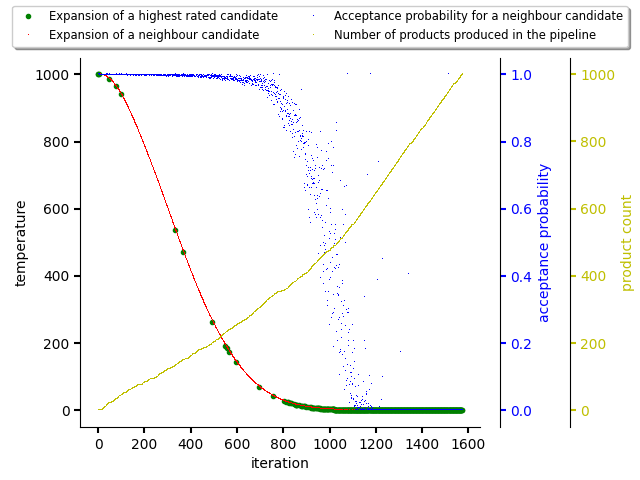 Expansion of a highest rated candidate
Expansion of a neighbour candidate
Acceptance probability for a neighbour candidate
Number of products produced in the pipeline
temperature
1000
800
600
400
200
0
0 200 400 600 800 1000 1200 1400 1600
iteration
1.0
0.8
0.6
0.4
0.2
0.0
acceptance probability
1000
800
600
400
200
0
product count